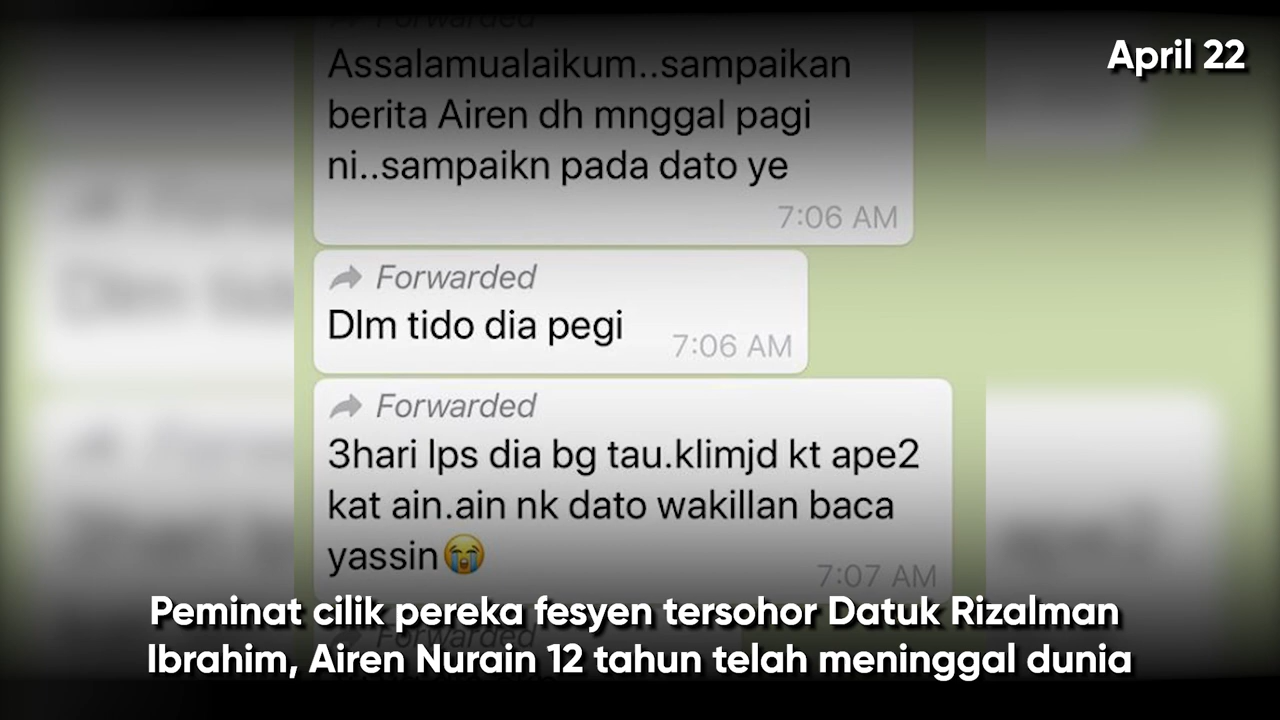 Forwarded
April 22
Assalamualaikum..sampaikan
berita Airen dh mnggal pagi
ni..sampaikn pada dato ye
7:06 AM
Forwarded
Dlm tido dia pegi
7:06 AM
Forwarded
3hari lps dia bg tau.klimjd kt ape2
kat ain.ain nk dato wakillan baca
yassin😭
7:07 AM
Forwarded
Peminat cilik pereka fesyen tersohor Datuk Rizalman
Ibrahim, Airen Nurain 12 tahun telah meninggal dunia